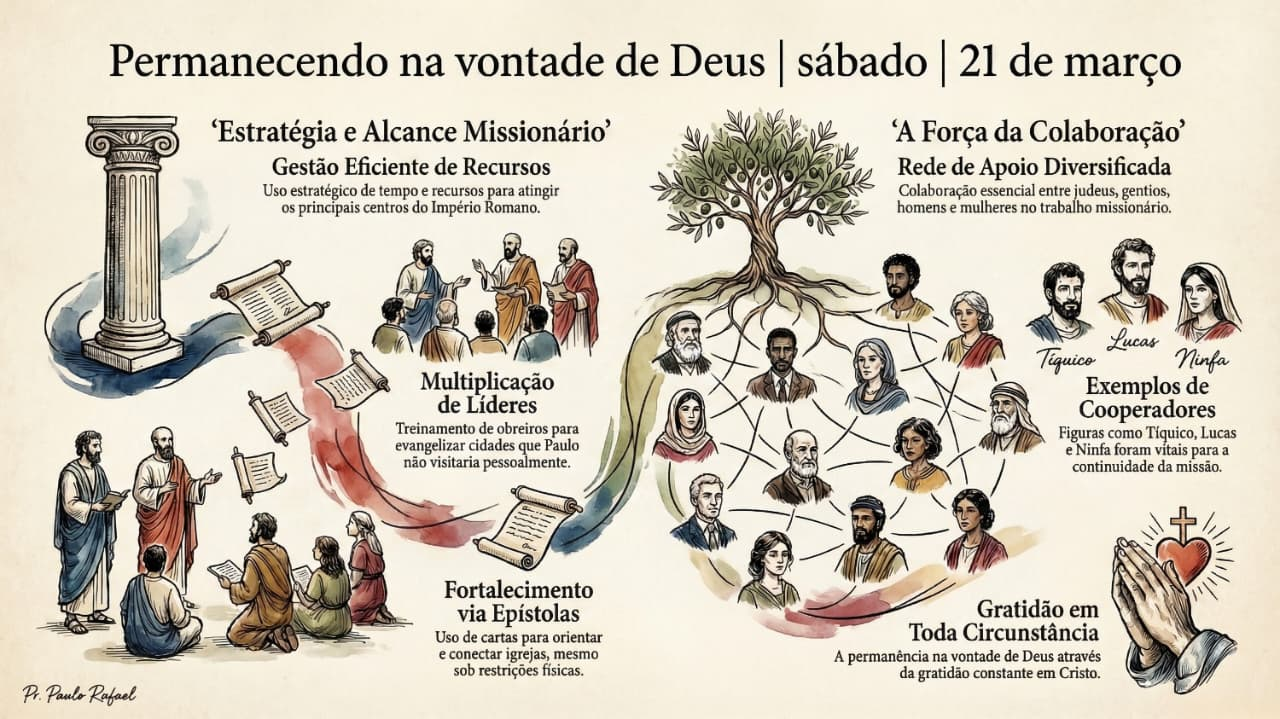 Permanecendo na vontade de Deus | sábado | 21 de março
'Estratégia e Alcance Missionário'
Gestão Eficiente de Recursos
Uso estratégico de tempo e recursos para atingir
os principais centros do Império Romano.
Multiplicação
de Líderes
Treinamento de obreiros para
evangelizar cidades que Paulo
não visitaria pessoalmente.
Fortalecimento
via Epístolas
Uso de cartas para orientar
e conectar igrejas, mesmo
sob restrições físicas.
'A Força da Colaboração'
Rede de Apoio Diversificada
Colaboração essencial entre judeus, gentios,
homens e mulheres no trabalho missionário.
Tíquico
Lucas
Ninfa
Exemplos de
Cooperadores
Figuras como Tíquico, Lucas
e Ninfa foram vitais para a
continuidade da missão.
Gratidão em
Toda Circunstância
A permanência na vontade de Deus através
da gratidão constante em Cristo.
Pr. Paulo Rafael